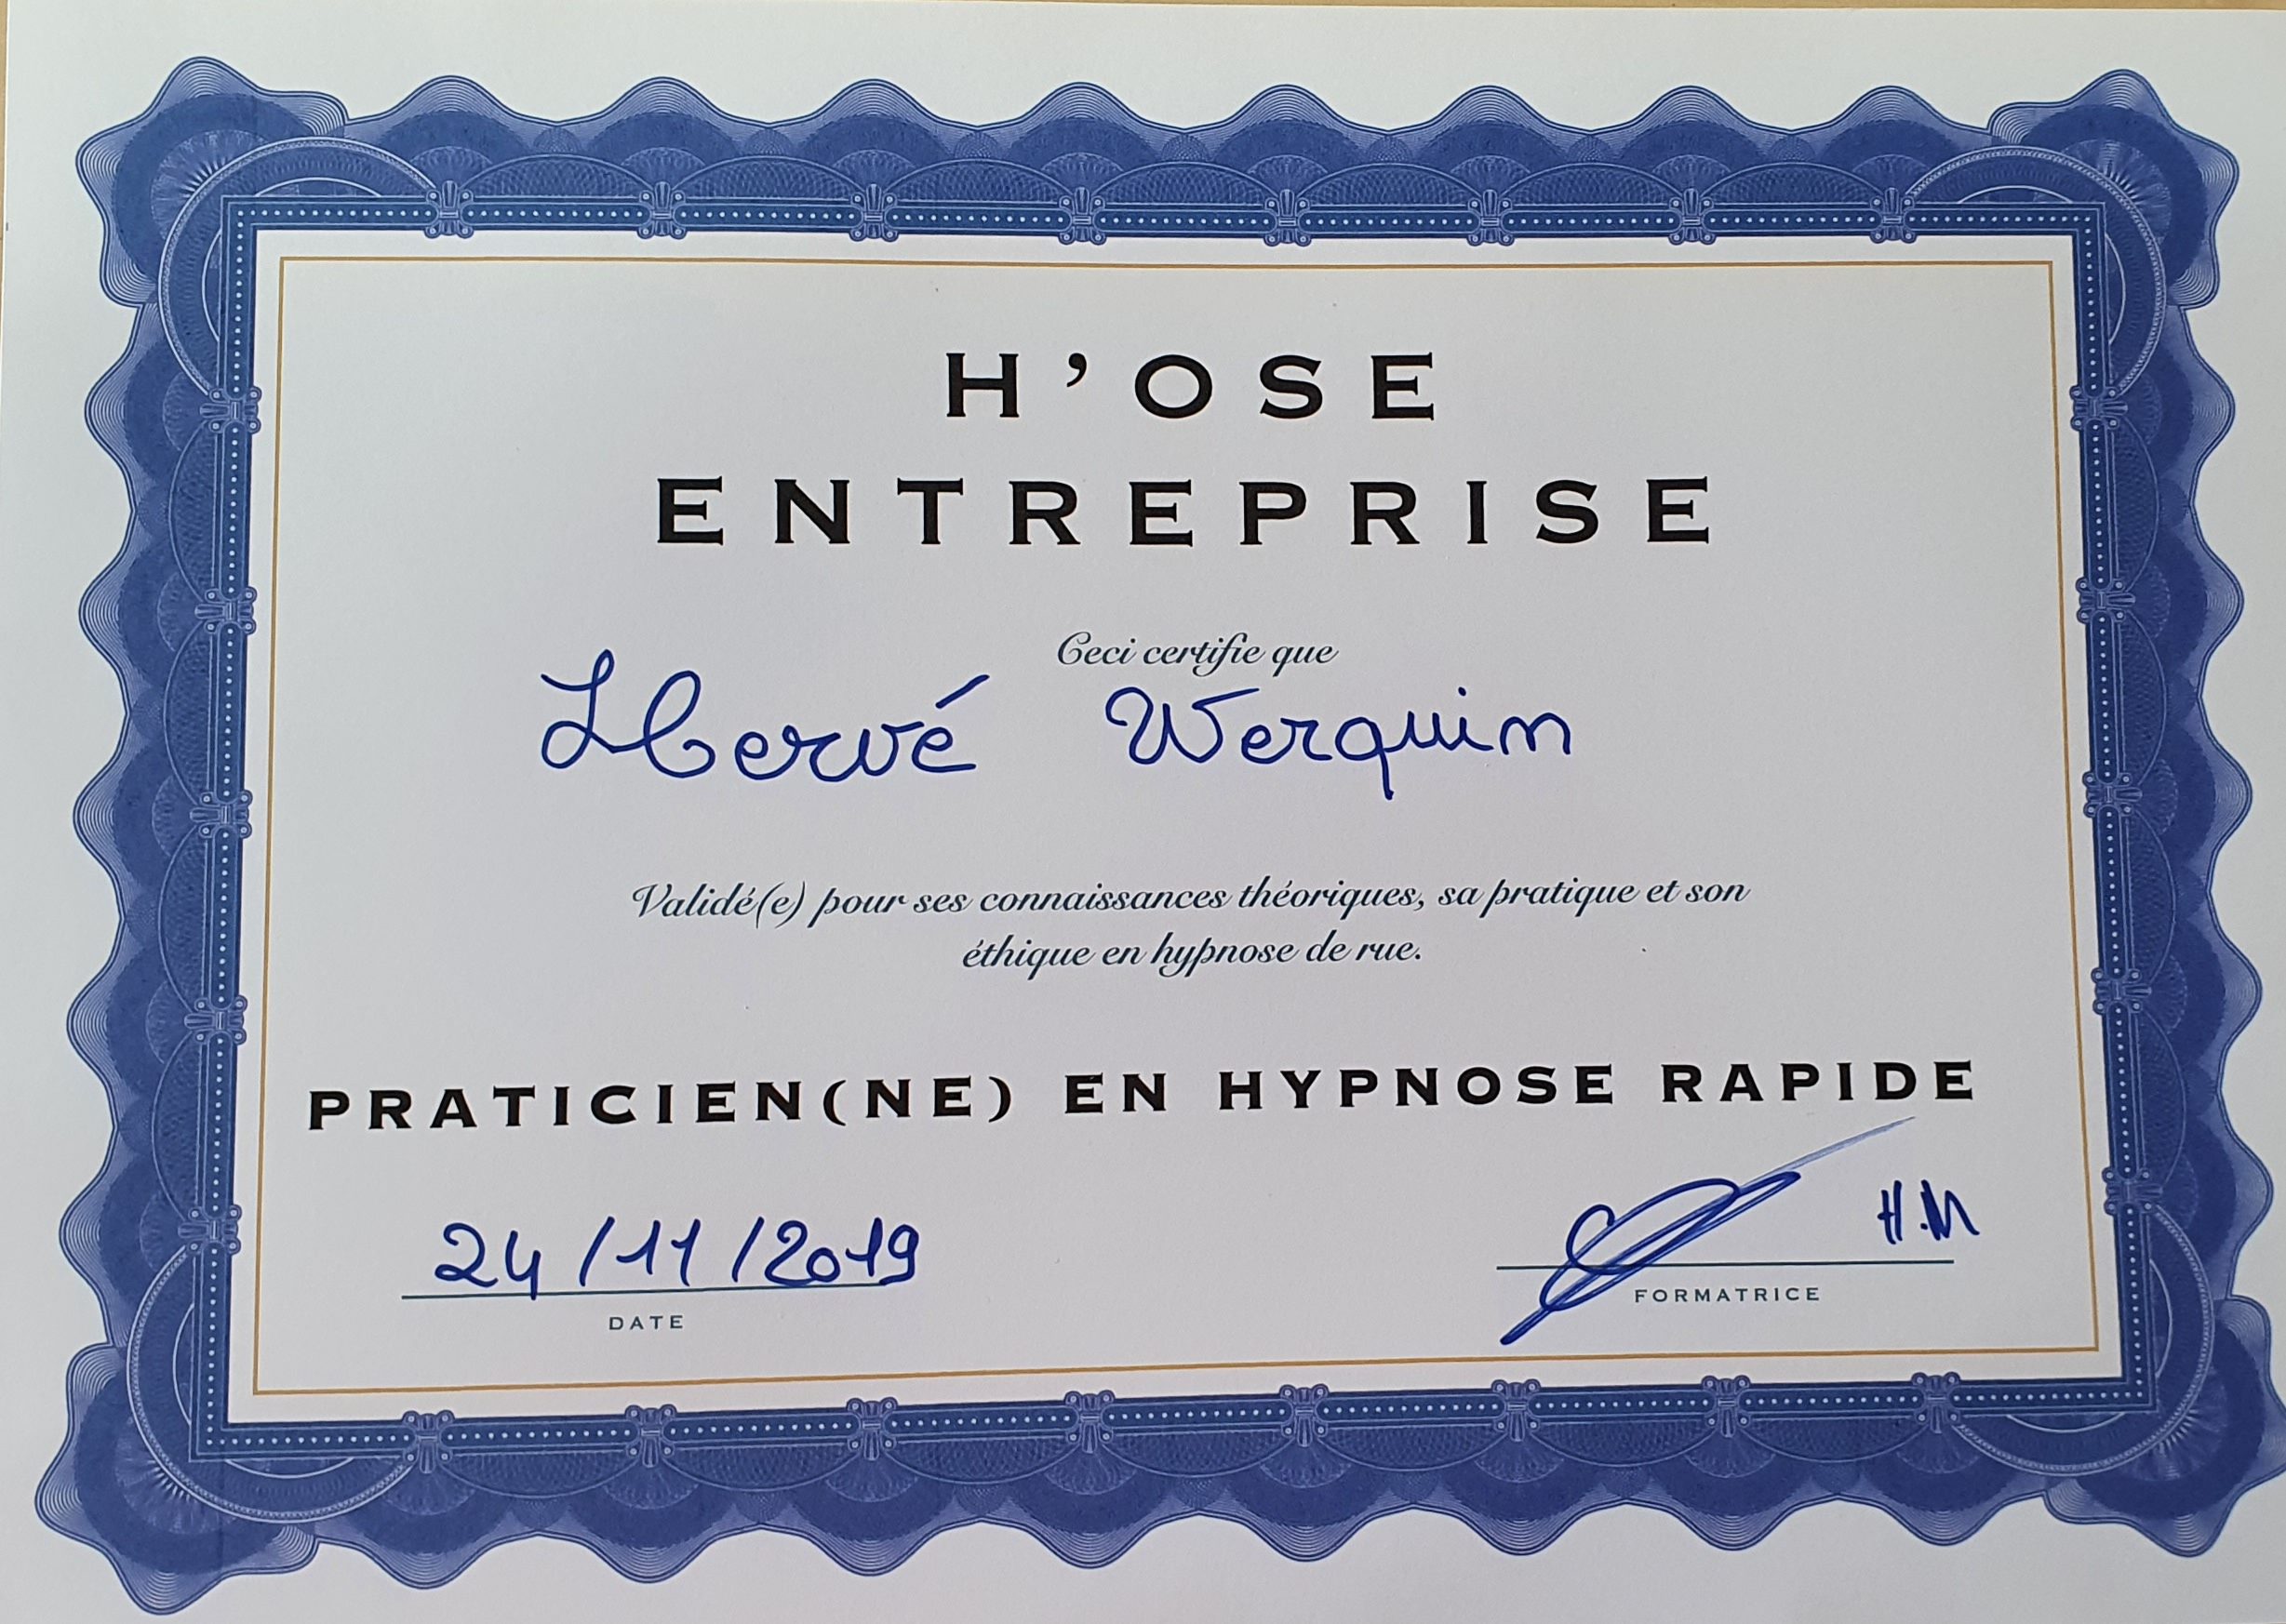 H'OSE
ENTREPRISE
Ceci certifie que
Hervé Werquin
Validé(e) pour ses connaissances théoriques, sa pratique et son
éthique en hypnose de rue.
PRATICIEN(NE) EN HYPNOSE RAPIDE
24/11/2019
H.M
DATE
FORMATRICE